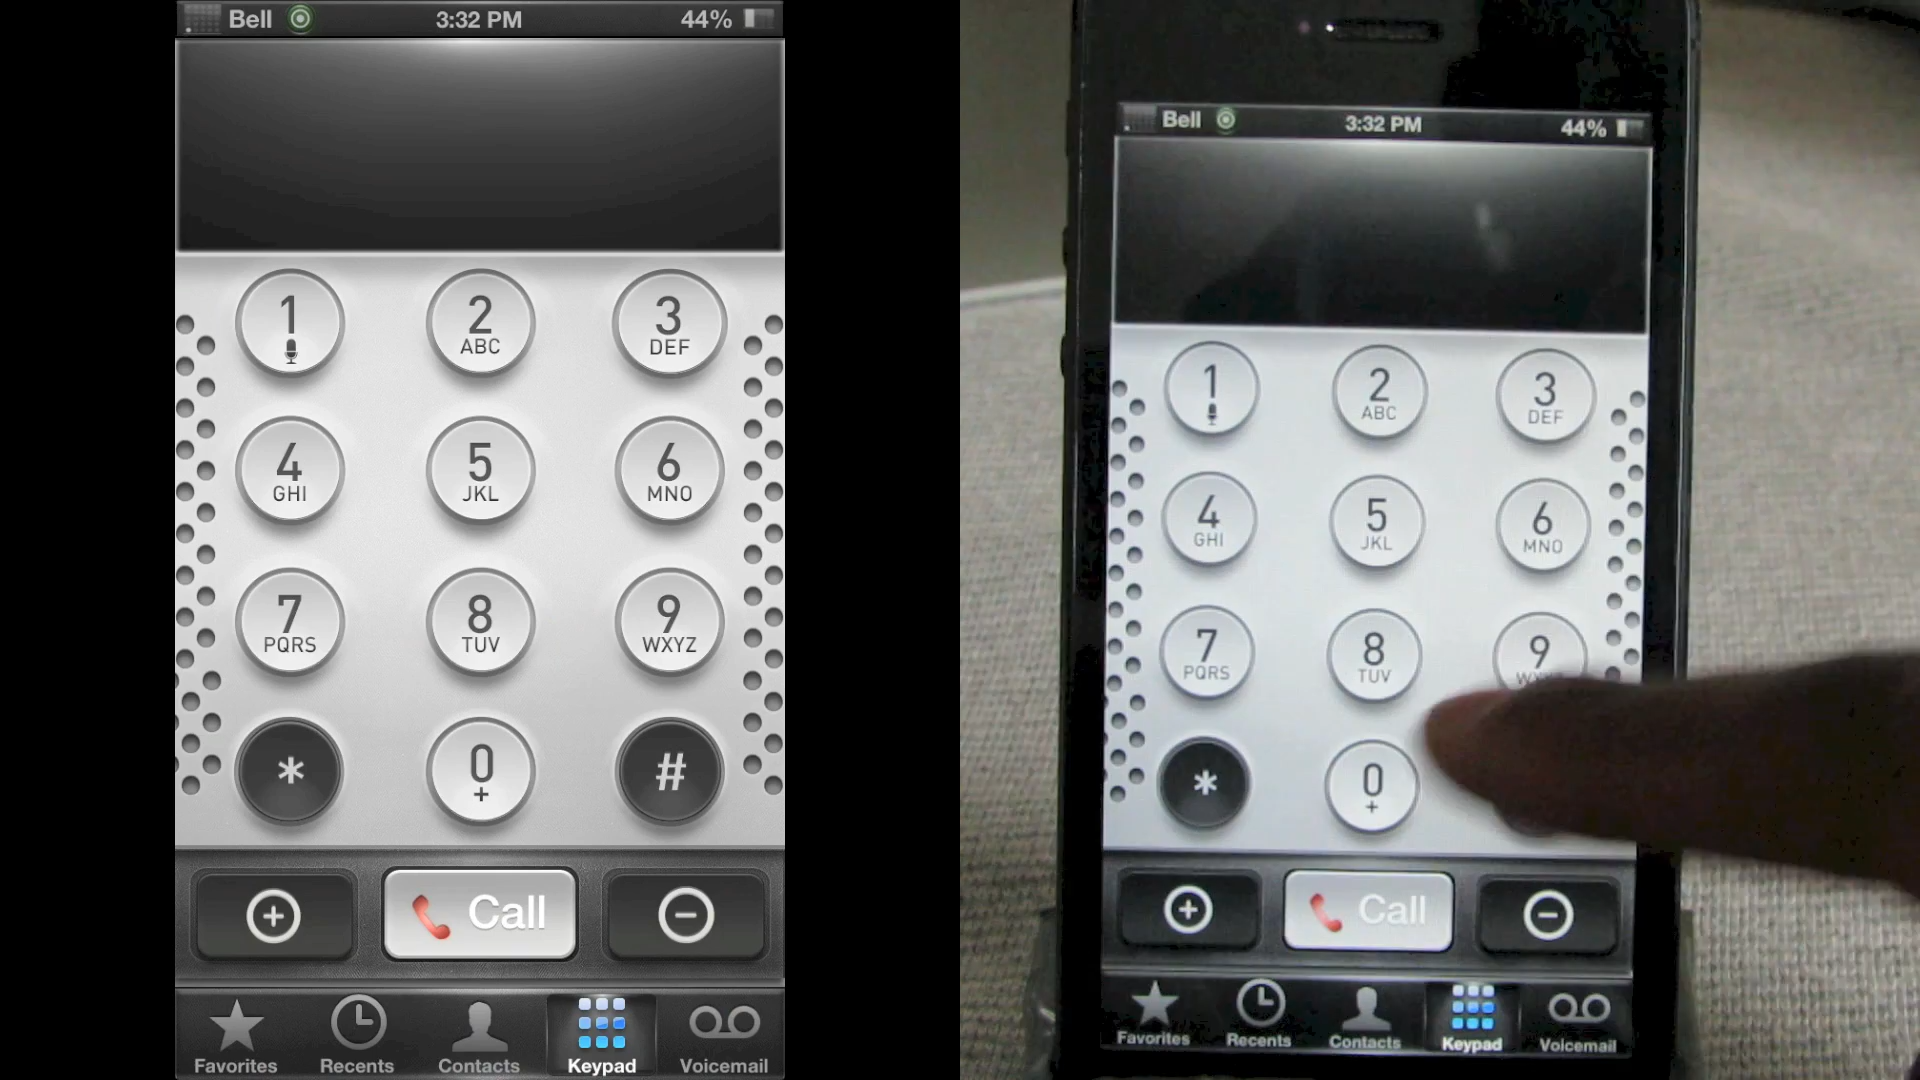 Bell 3:32 PM 44%
1 2 ABC 3 DEF
4 GHI 5 JKL 6 MNO
7 PQRS 8 TUV 9 WXYZ
* 0 + #
+ Call −
Favorites Recents Contacts Keypad Voicemail
Bell 3:32 PM 44%
1 2 ABC 3 DEF
4 GHI 5 JKL 6 MNO
7 PQRS 8 TUV 9
* 0 +
+ Call −
Favorites Recents Contacts Keypad Voicemail